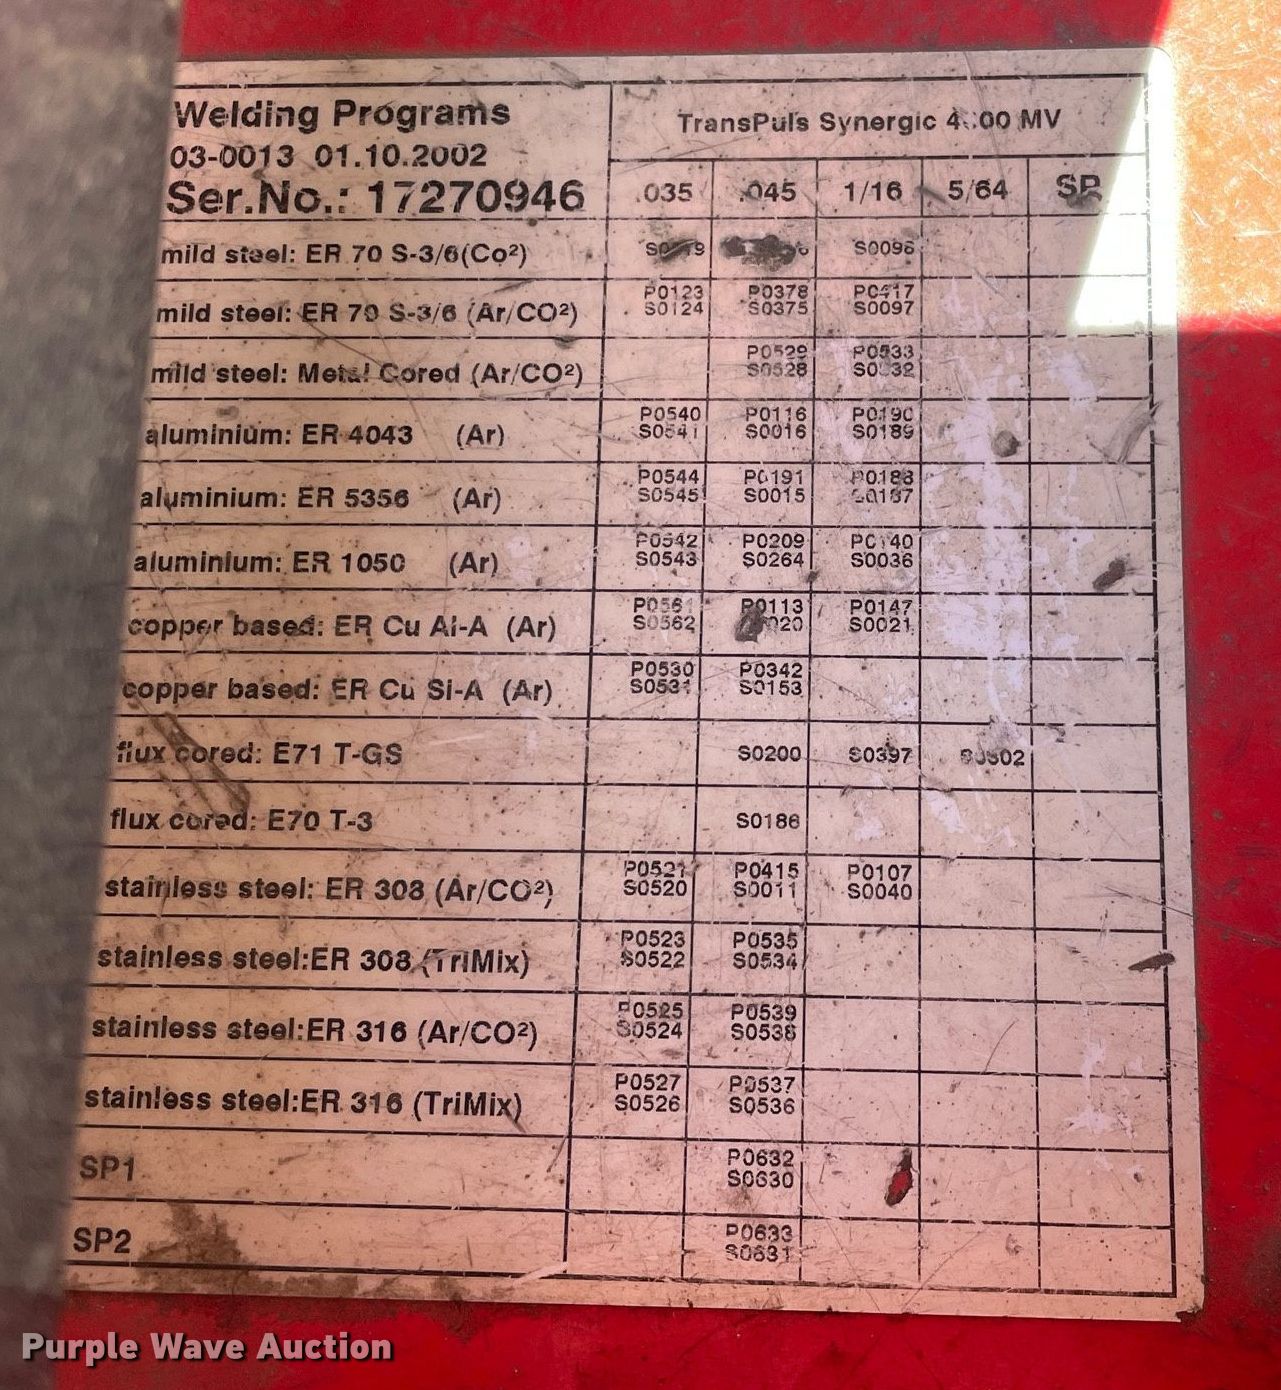 Welding Programs
03-0013 01.10.2002
Ser.No.: 17270946
TransPuls Synergic MV
.035 .045 1/16 5/64 SP
mild steel: ER 70 S-3/6(Co²) S0096
mild steel: ER 70 S-3/6 (Ar/CO²) P0123 P0378
S0124 S0375 S0097
mild steel: Metal Cored (Ar/CO²) P0529 P0533
S0528 S0532
aluminium: ER 4043 (Ar) P0540 P0116 P0190
S0541 S0016 S0189
aluminium: ER 5356 (Ar) P0544 P0191 P0188
S0545 S0015 S0187
aluminium: ER 1050 (Ar) P0542 P0209
S0543 S0264 S0036
copper based: ER Cu Al-A (Ar) P0561 P0113 P0147
S0562 S0021
copper based: ER Cu Si-A (Ar) P0530 P0342
S0531 S0153
flux cored: E71 T-GS S0200 S0397
flux cored: E70 T-3 S0186
stainless steel: ER 308 (Ar/CO²) P0521 P0415 P0107
S0520 S0011 S0040
stainless steel:ER 308 (TriMix) P0523 P0535
S0522 S0534
stainless steel:ER 316 (Ar/CO²) P0525 P0539
S0524 S0538
stainless steel:ER 316 (TriMix) P0527 P0537
S0526 S0536
SP1 P0632
S0630
SP2 P0633
S0631
Purple Wave Auction